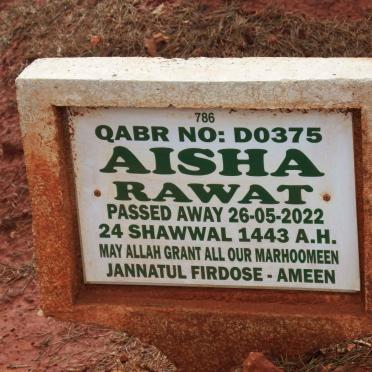 786
QABR NO: D0375
AISHA
RAWAT
PASSED AWAY 26-05-2022
24 SHAWWAL 1443 A.H.
MAY ALLAH GRANT ALL OUR MARHOOMEEN
JANNATUL FIRDOSE - AMEEN